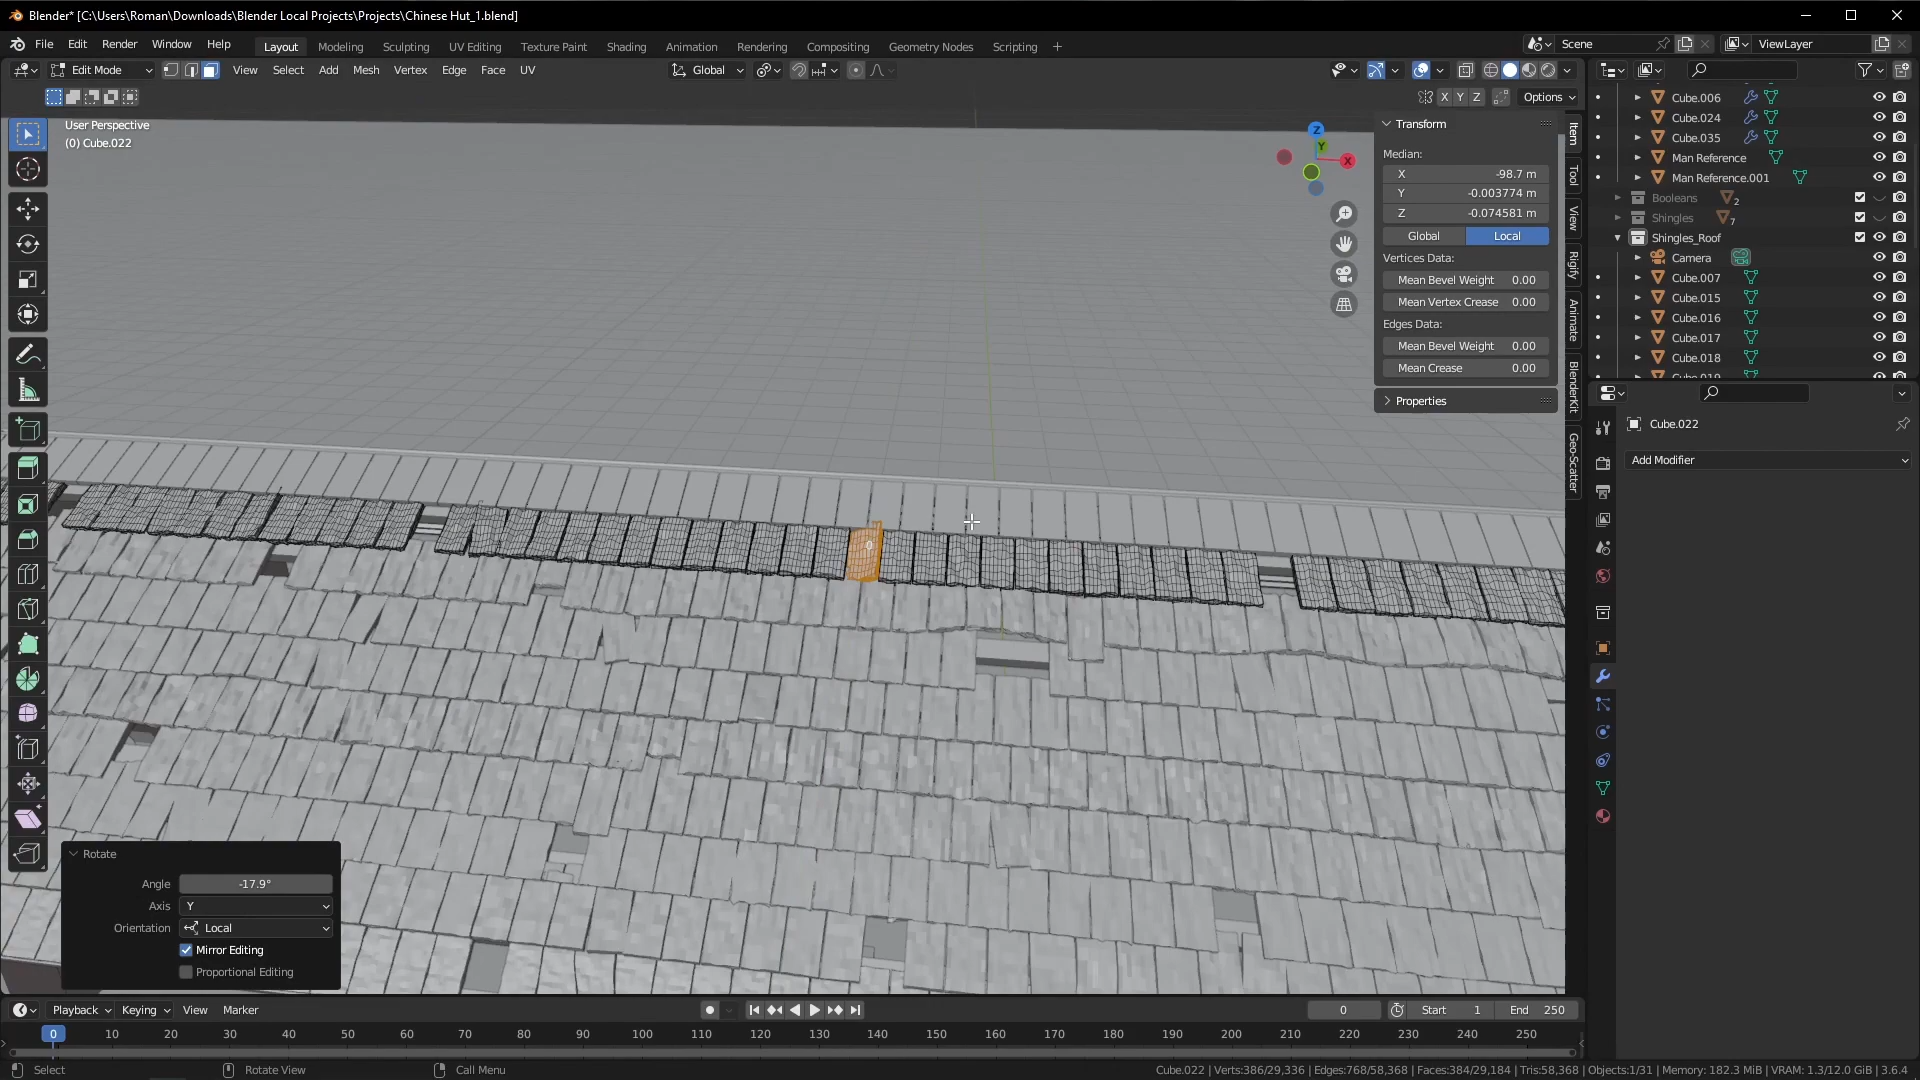 Blender* [C:\Users\Roman\Downloads\Blender Local Projects\Projects\Chinese Hut_1.blend]
File Edit Render Window Help Layout Modeling Sculpting UV Editing Texture Paint Shading Animation Rendering Compositing Geometry Nodes Scripting + Scene ViewLayer
Edit Mode View Select Add Mesh Vertex Edge Face UV Global
X Y Z Options
User Perspective
(0) Cube.022
Z
Y
X
Transform
Median:
X -98.7 m
Y -0.003774 m
Z -0.074581 m
Global Local
Vertices Data:
Mean Bevel Weight 0.00
Mean Vertex Crease 0.00
Edges Data:
Mean Bevel Weight 0.00
Mean Crease 0.00
Properties
Item
Tool
View
Rigify
Animate
BlenderKit
Geo-Scatter
Cube.006
Cube.024
Cube.035
Man Reference
Man Reference.001
Booleans 2
Shingles 7
Shingles_Roof
Camera
Cube.007
Cube.015
Cube.016
Cube.017
Cube.018
Cube.019
Cube.022
Add Modifier
Rotate
Angle -17.9°
Axis Y
Orientation Local
Mirror Editing
Proportional Editing
Playback Keying View Marker 0 Start 1 End 250
0 10 20 30 40 50 60 70 80 90 100 110 120 130 140 150 160 170 180 190 200 210 220 230 240 250
Select Rotate View Call Menu Cube.022 | Verts:386/29,336 | Edges:768/58,368 | Faces:384/29,184 | Tris:58,368 | Objects:1/31 | Memory: 182.3 MiB | VRAM: 1.3/12.0 GiB | 3.6.4